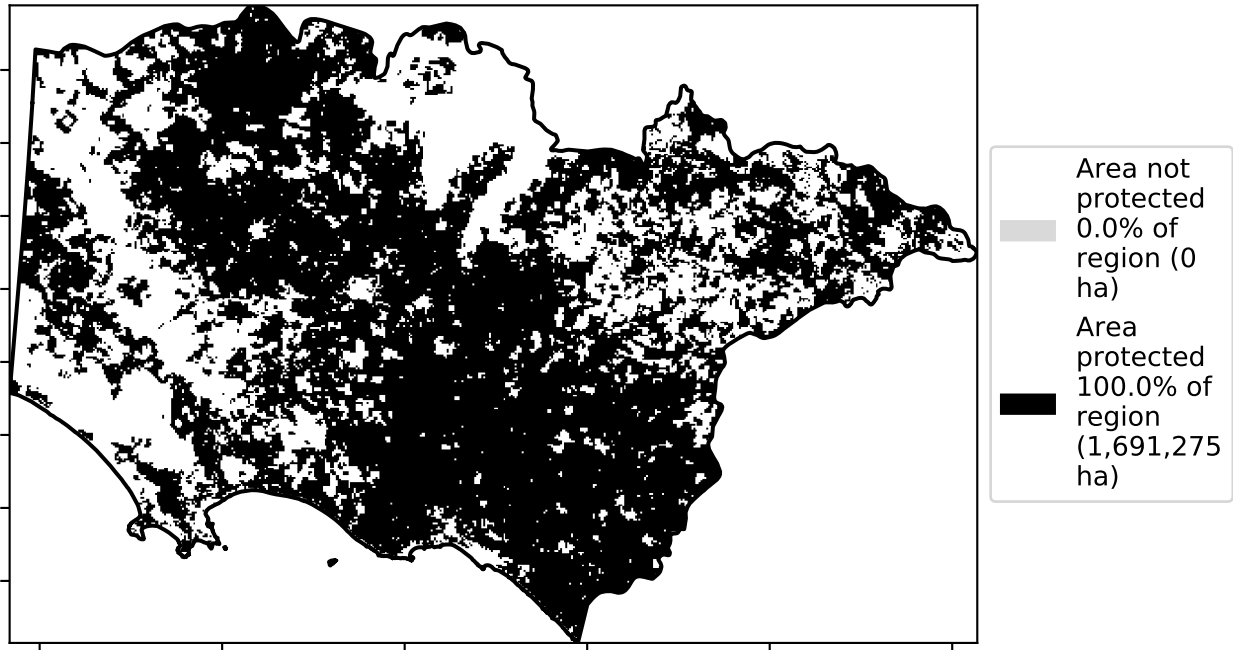 Area not
protected
0.0% of
region (0
ha)
Area
protected
100.0% of
region
(1,691,275
ha)